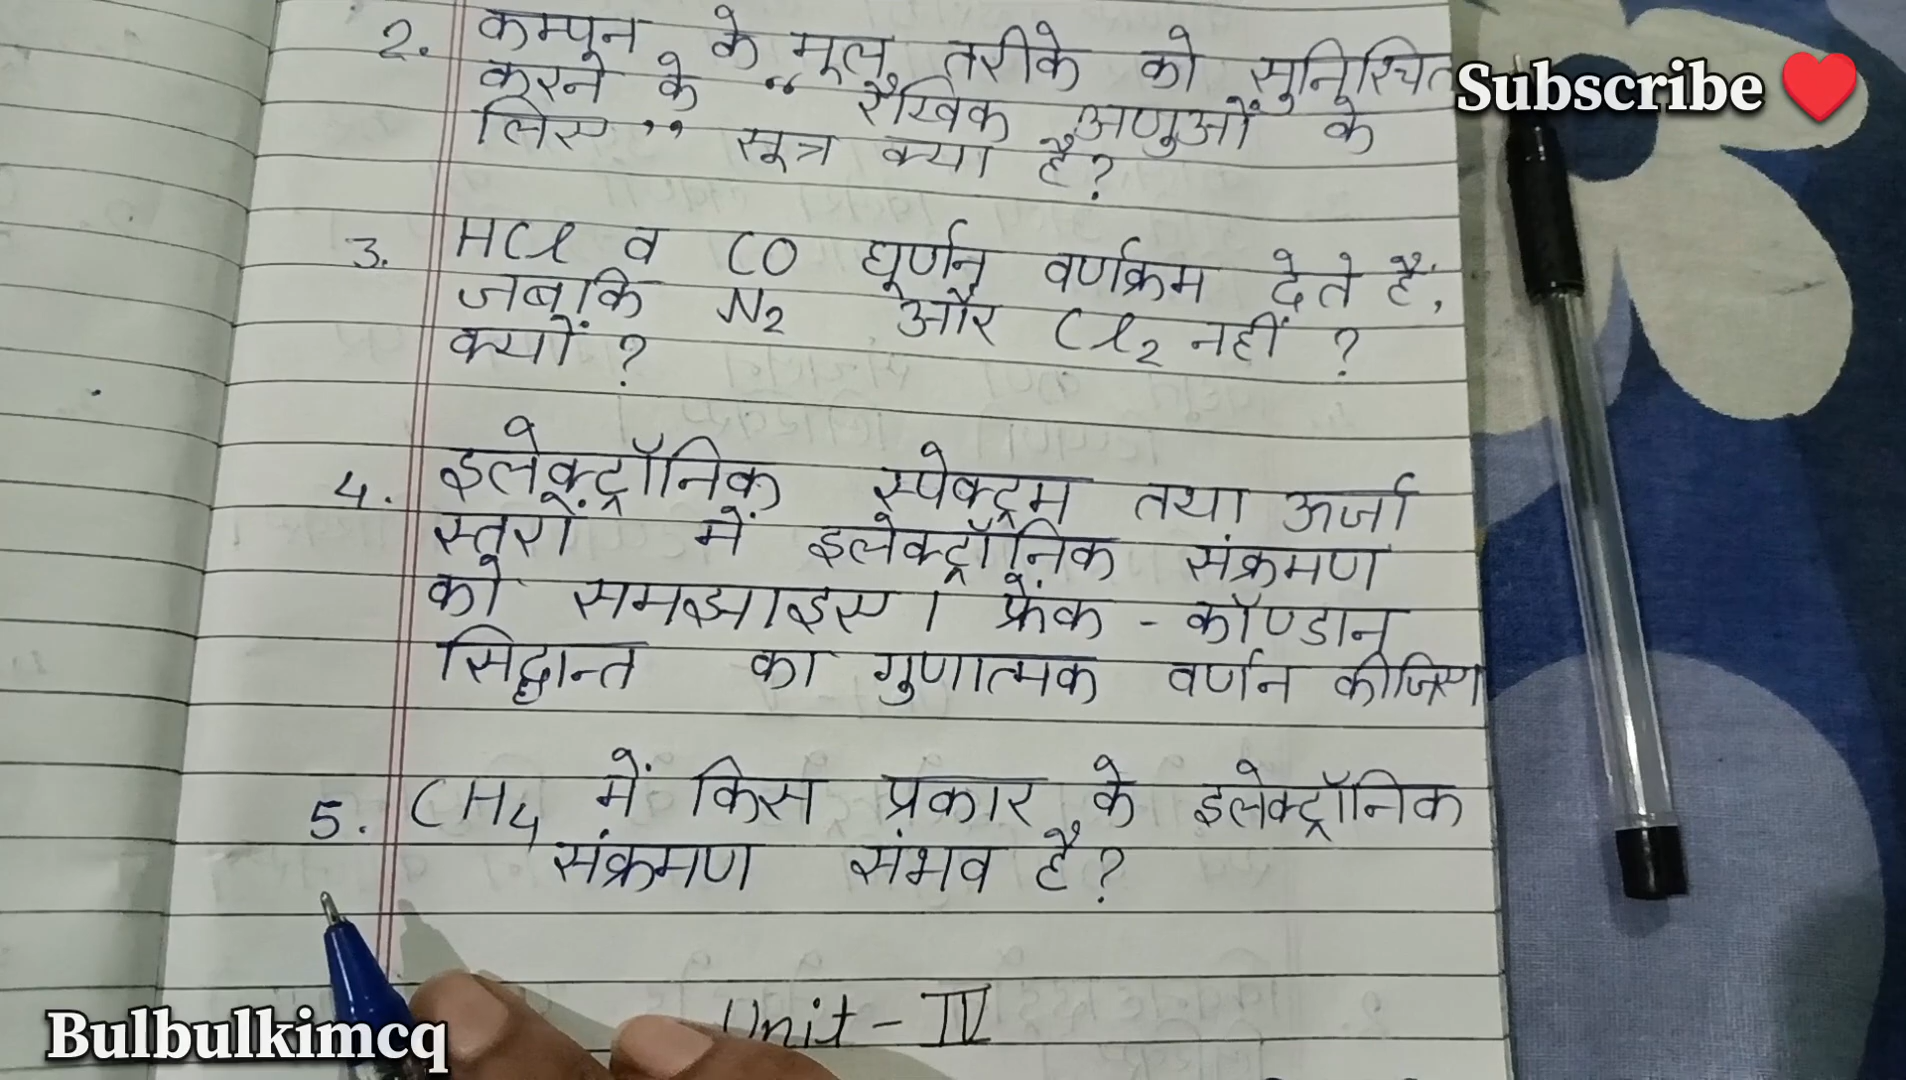 2. कम्पन के मूल तरीके को सुनिश्चित
करने के “ रैखिक अणुओं के
लिए ” सूत्र क्या है?
3. HCl व CO घूर्णन वर्णक्रम देते हैं,
जबकि N2 और Cl2 नहीं ?
क्यों ?
4. इलेक्ट्रॉनिक स्पेक्ट्रम तथा ऊर्जा
स्तरों में इलेक्ट्रॉनिक संक्रमण
को समझाइए । फ्रेंक - कॉण्डान
सिद्धान्त का गुणात्मक वर्णन कीजिए
5. CH4 में किस प्रकार के इलेक्ट्रॉनिक
संक्रमण संभव है?
Unit - IV
Subscribe
Bulbulkimcq